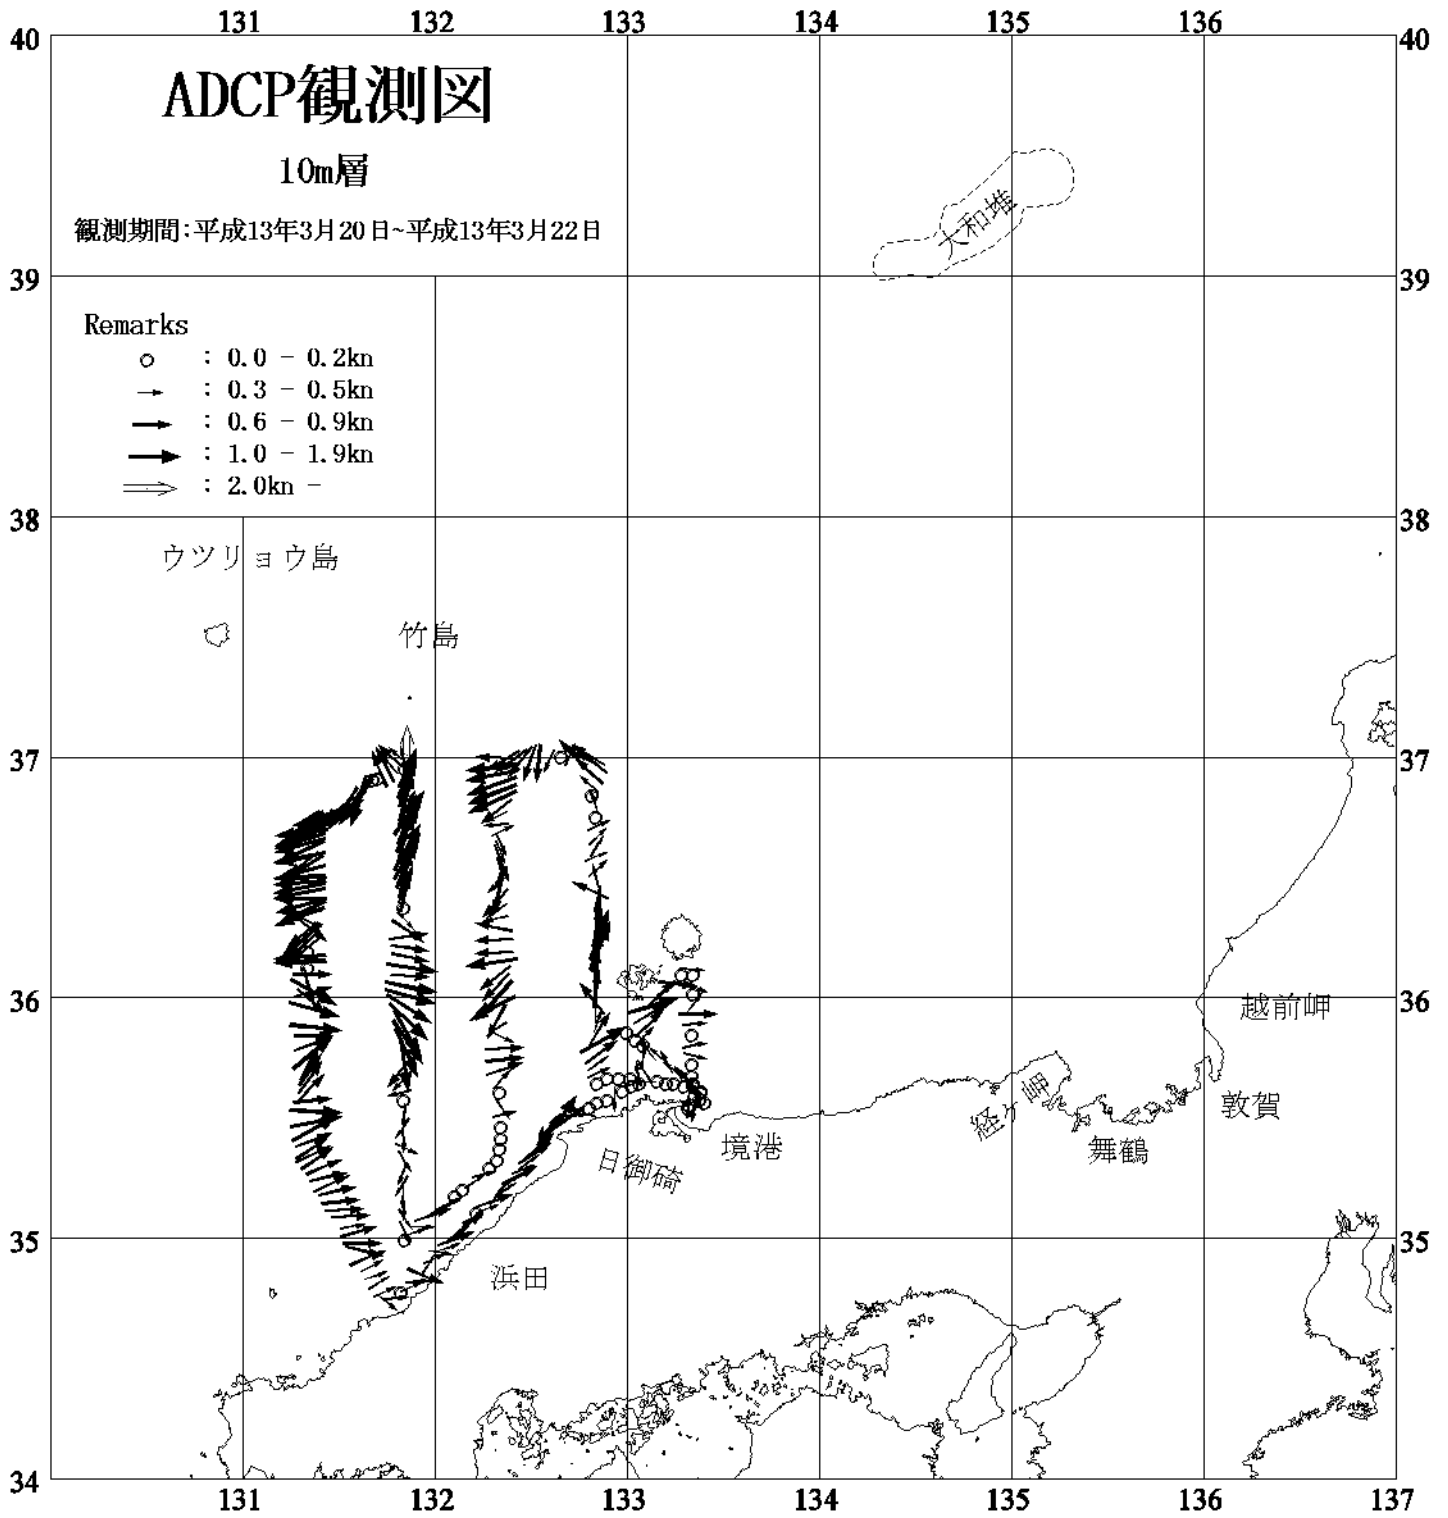 131 132 133 134 135 136
40 40
ADCP観測図
10m層
観測期間:平成13年3月20日~平成13年3月22日
大和堆
39 39
Remarks
: 0.0 - 0.2kn
: 0.3 - 0.5kn
: 0.6 - 0.9kn
: 1.0 - 1.9kn
: 2.0kn -
38 38
ウツリョウ島
竹島
37 37
36 36
越前岬
経ヶ岬
敦賀
舞鶴
境港
日御碕
35 35
浜田
34
131 132 133 134 135 136 137